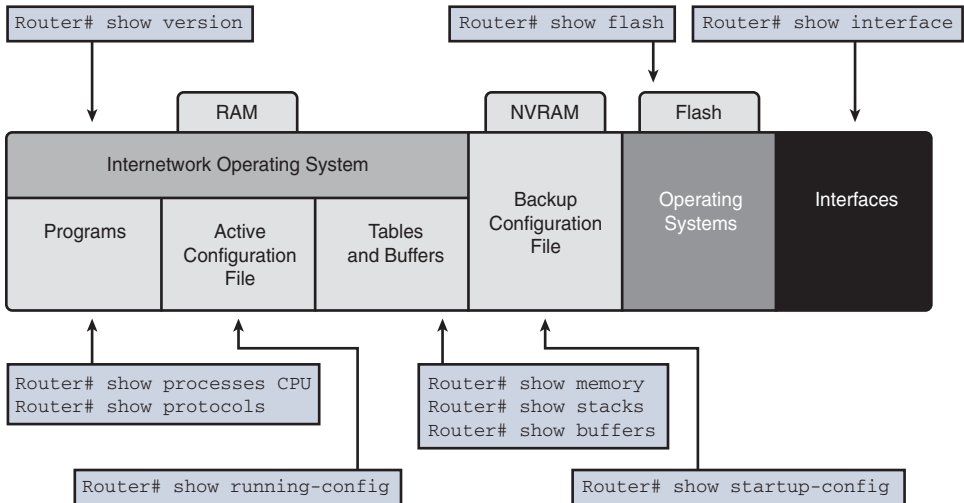 Router# show version
Router# show flash
Router# show interface
RAM
NVRAM
Flash
Internetwork Operating System
Programs
Active
Configuration
File
Tables
and Buffers
Backup
Configuration
File
Operating
Systems
Interfaces
Router# show processes CPU
Router# show protocols
Router# show memory
Router# show stacks
Router# show buffers
Router# show running-config
Router# show startup-config